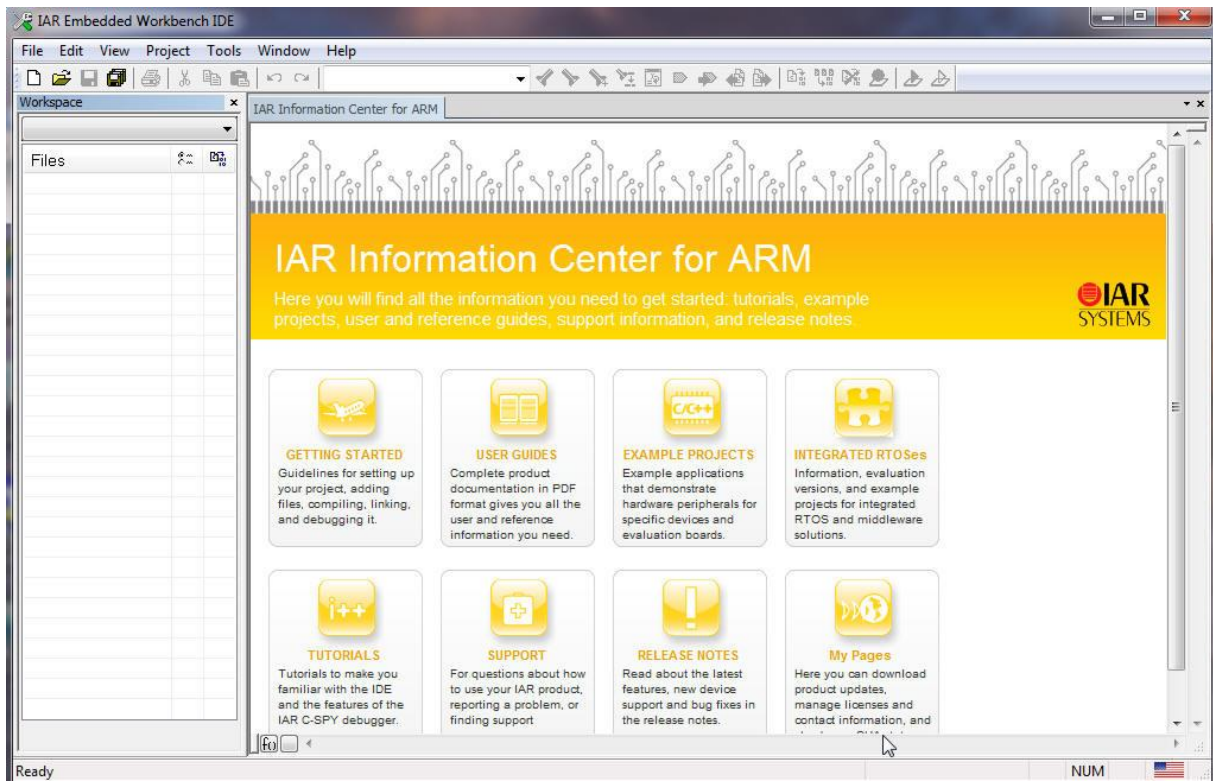 IAR Embedded Workbench IDE
File Edit View Project Tools Window Help
Workspace
IAR Information Center for ARM
Files
IAR Information Center for ARM
Here you will find all the information you need to get started: tutorials, example
projects, user and reference guides, support information, and release notes.
IAR
SYSTEMS
C/C++
GETTING STARTED
Guidelines for setting up
your project, adding
files, compiling, linking,
and debugging it.
USER GUIDES
Complete product
documentation in PDF
format gives you all the
user and reference
information you need.
EXAMPLE PROJECTS
Example applications
that demonstrate
hardware peripherals for
specific devices and
evaluation boards.
INTEGRATED RTOSes
Information, evaluation
versions, and example
projects for integrated
RTOS and middleware
solutions.
i++
TUTORIALS
Tutorials to make you
familiar with the IDE
and the features of the
IAR C-SPY debugger.
SUPPORT
For questions about how
to use your IAR product,
reporting a problem, or
finding support
RELEASE NOTES
Read about the latest
features, new device
support and bug fixes in
the release notes.
My Pages
Here you can download
product updates,
manage licenses and
contact information, and
Ready
NUM